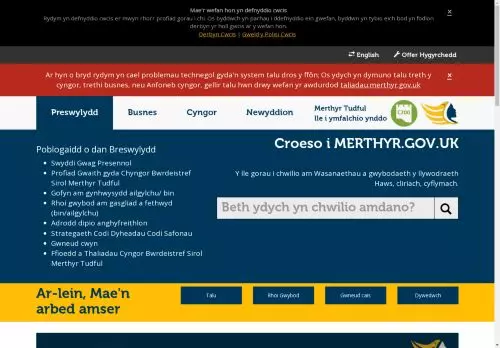 Mae'r wefan hon yn defnyddio cwcis
Rydym yn defnyddio cwcis er mwyn rhoi'r profiad gorau i chi. Os byddwch yn parhau i ddefnyddio ein gwefan, byddwn yn tybio eich bod yn fodlon
derbyn yr holl gwcis ar y wefan hon.
Derbyn Cwcis | Gweld y Polisi Cwcis
x
English
Offer Hygyrchedd
Ar hyn o bryd rydym yn cael problemau technegol gyda'n system talu dros y ffôn; Os ydych yn dymuno talu treth y
cyngor, trethi busnes, neu Anfoneb cyngor, gellir talu hwn drwy wefan yr awdurdod taliadau.merthyr.gov.uk
x
Preswylydd
Busnes
Cyngor
Newyddion
Merthyr Tudful
lle i ymfalchïo ynddo
Poblogaidd o dan Breswylydd
Swyddi Gwag Presennol
Profiad Gwaith gyda Chyngor Bwrdeistref
Sirol Merthyr Tudful
Gofyn am gynhwysydd ailgylchu/ bin
Rhoi gwybod am gasgliad a fethwyd
(bin/ailgylchu)
Adrodd dipio anghyfreithlon
Strategaeth Codi Dyheadau Codi Safonau
Gwneud cwyn
Ffioedd a Thaliadau Cyngor Bwrdeistref Sirol
Merthyr Tudful
Croeso i MERTHYR.GOV.UK
Y lle gorau i chwilio am Wasanaethau a gwybodaeth y llywodraeth
Haws, cliriach, cyflymach.
Beth ydych yn chwilio amdano?
Ar-lein, Mae'n
arbed amser
Talu
Rhoi Gwybod
Gwneud cais
Dywedwch